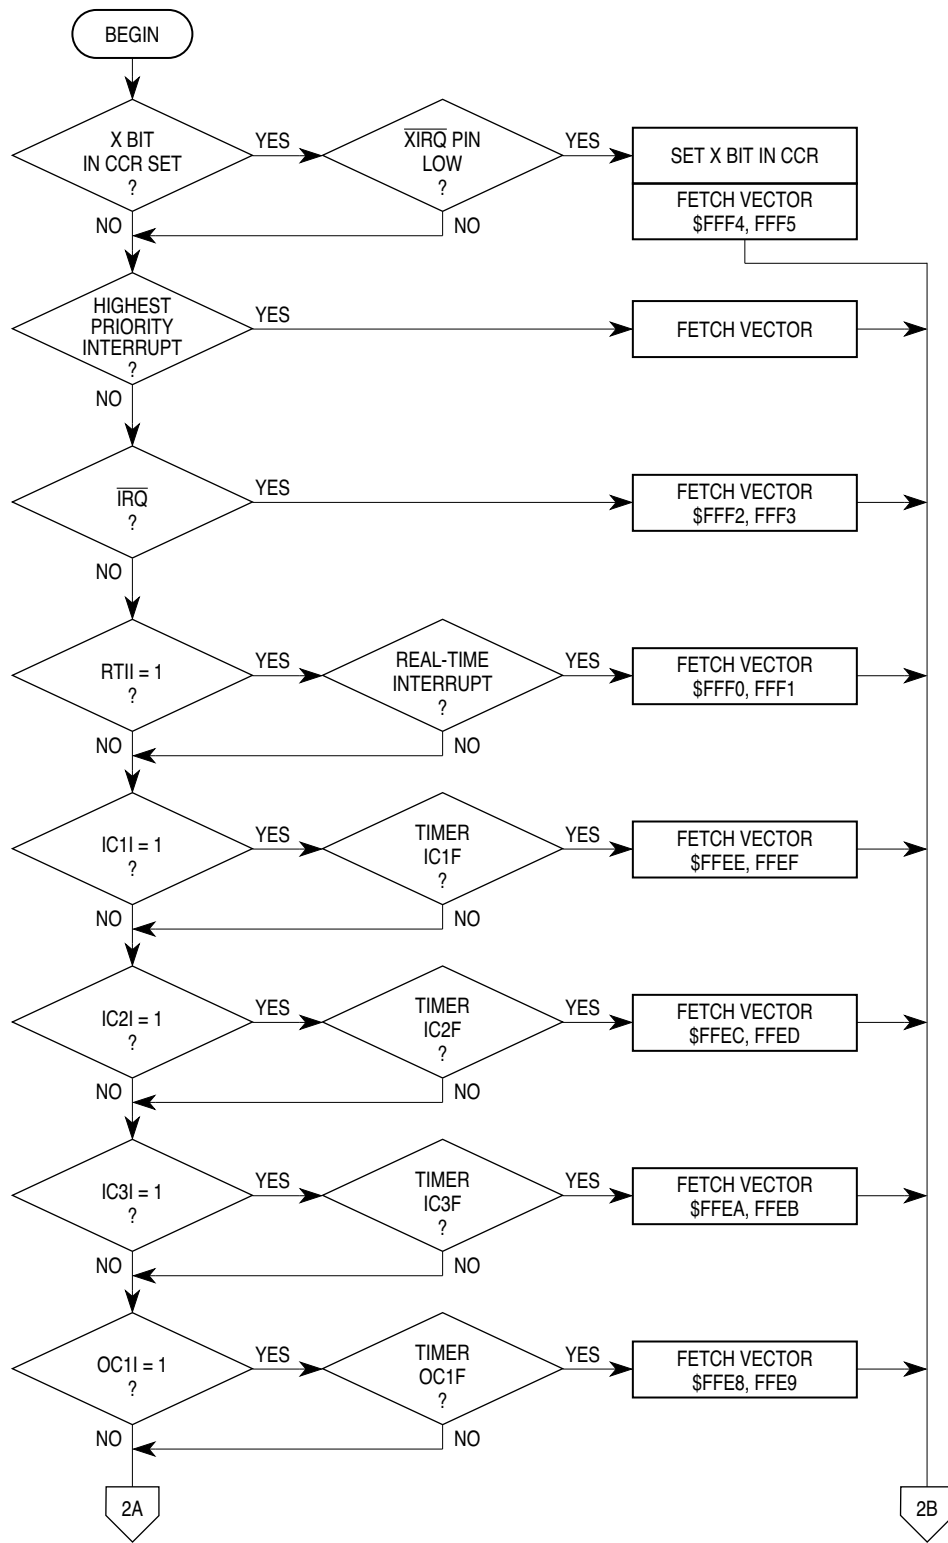 BEGIN
X BIT
IN CCR SET
?
YES
XIRQ PIN
LOW
?
YES
SET X BIT IN CCR
FETCH VECTOR
$FFF4, FFF5
NO
NO
HIGHEST
PRIORITY
INTERRUPT
?
YES
FETCH VECTOR
NO
IRQ
?
YES
FETCH VECTOR
$FFF2, FFF3
NO
RTII = 1
?
YES
REAL-TIME
INTERRUPT
?
YES
FETCH VECTOR
$FFF0, FFF1
NO
NO
IC1I = 1
?
YES
TIMER
IC1F
?
YES
FETCH VECTOR
$FFEE, FFEF
NO
NO
IC2I = 1
?
YES
TIMER
IC2F
?
YES
FETCH VECTOR
$FFEC, FFED
NO
NO
IC3I = 1
?
YES
TIMER
IC3F
?
YES
FETCH VECTOR
$FFEA, FFEB
NO
NO
OC1I = 1
?
YES
TIMER
OC1F
?
YES
FETCH VECTOR
$FFE8, FFE9
NO
NO
2A
2B